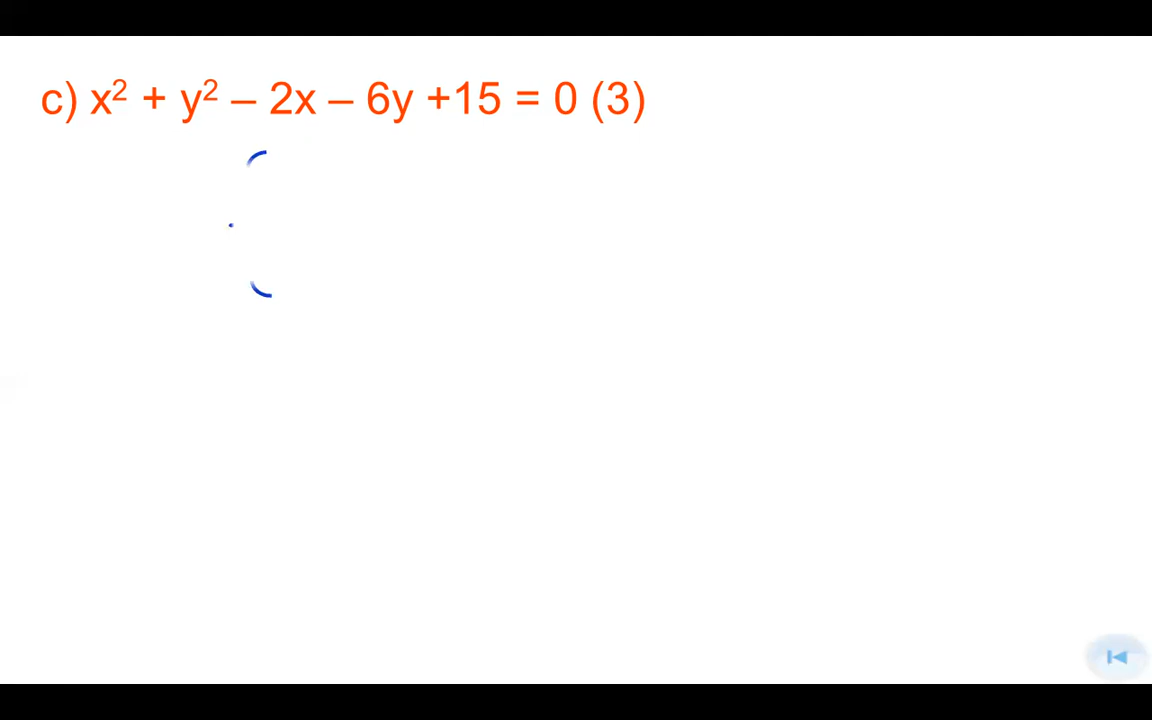 c) x² + y² – 2x – 6y +15 = 0 (3)